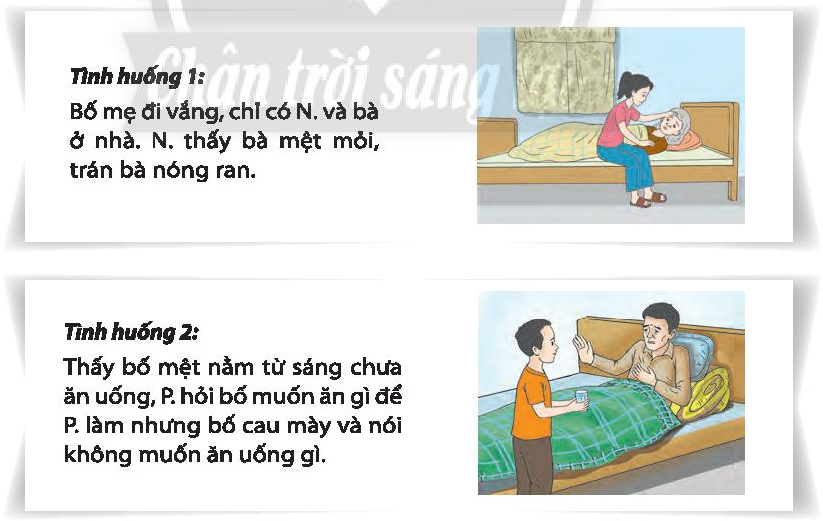 Chân trời sáng tạo
Tình huống 1:
Bố mẹ đi vắng, chỉ có N. và bà
ở nhà. N. thấy bà mệt mỏi,
trán bà nóng ran.
Tình huống 2:
Thấy bố mệt nằm từ sáng chưa
ăn uống, P. hỏi bố muốn ăn gì để
P. làm nhưng bố cau mày và nói
không muốn ăn uống gì.